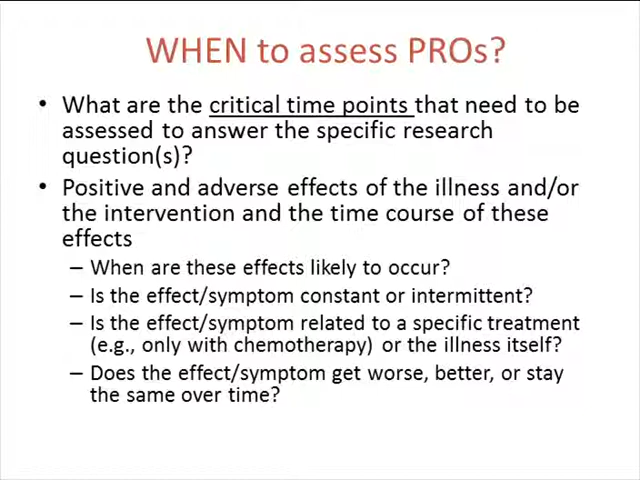 WHEN to assess PROs?
• What are the critical time points that need to be
assessed to answer the specific research
question(s)?
• Positive and adverse effects of the illness and/or
the intervention and the time course of these
effects
– When are these effects likely to occur?
– Is the effect/symptom constant or intermittent?
– Is the effect/symptom related to a specific treatment
(e.g., only with chemotherapy) or the illness itself?
– Does the effect/symptom get worse, better, or stay
the same over time?